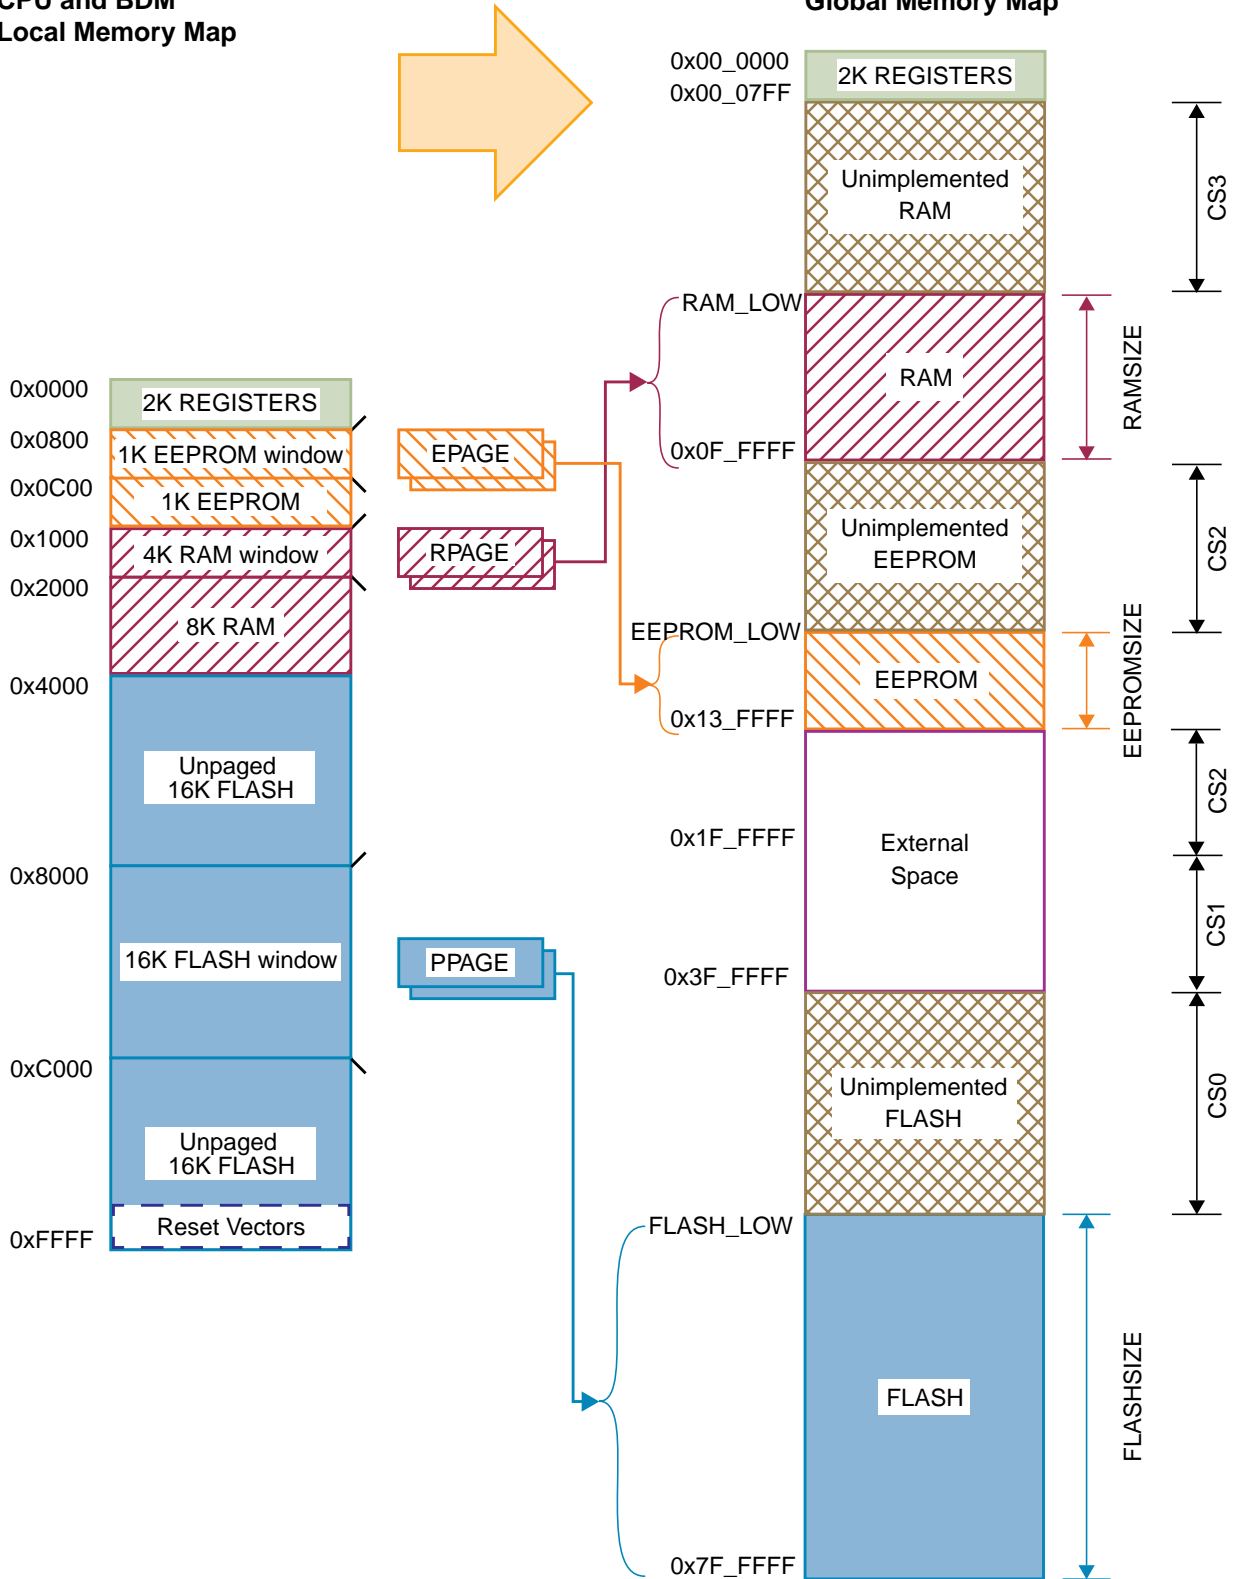 CPU and BDM
Local Memory Map
Global Memory Map
0x0000
2K REGISTERS
0x0800
1K EEPROM window
0x0C00
1K EEPROM
0x1000
4K RAM window
0x2000
8K RAM
0x4000
Unpaged
16K FLASH
0x8000
16K FLASH window
0xC000
Unpaged
16K FLASH
Reset Vectors
0xFFFF
EPAGE
RPAGE
PPAGE
0x00_0000
2K REGISTERS
0x00_07FF
Unimplemented
RAM
CS3
RAM_LOW
RAM
RAMSIZE
0x0F_FFFF
Unimplemented
EEPROM
CS2
EEPROM_LOW
EEPROM
EEPROMSIZE
0x13_FFFF
CS2
0x1F_FFFF
External
Space
CS1
0x3F_FFFF
Unimplemented
FLASH
CS0
FLASH_LOW
FLASH
FLASHSIZE
0x7F_FFFF